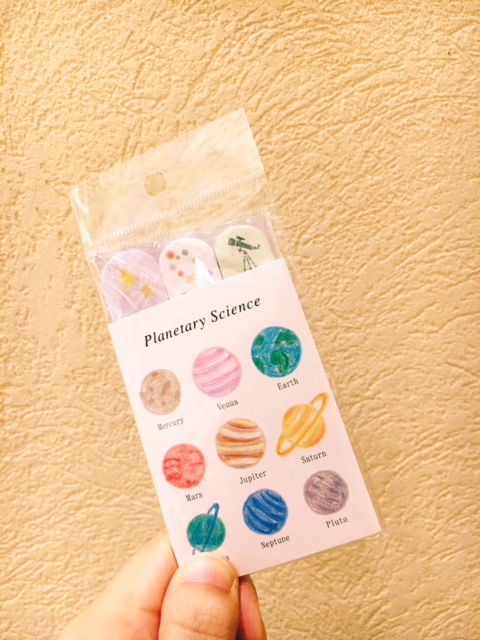 Planetary Science
Mercury
Venus
Earth
Mars
Jupiter
Saturn
Neptune
Pluto